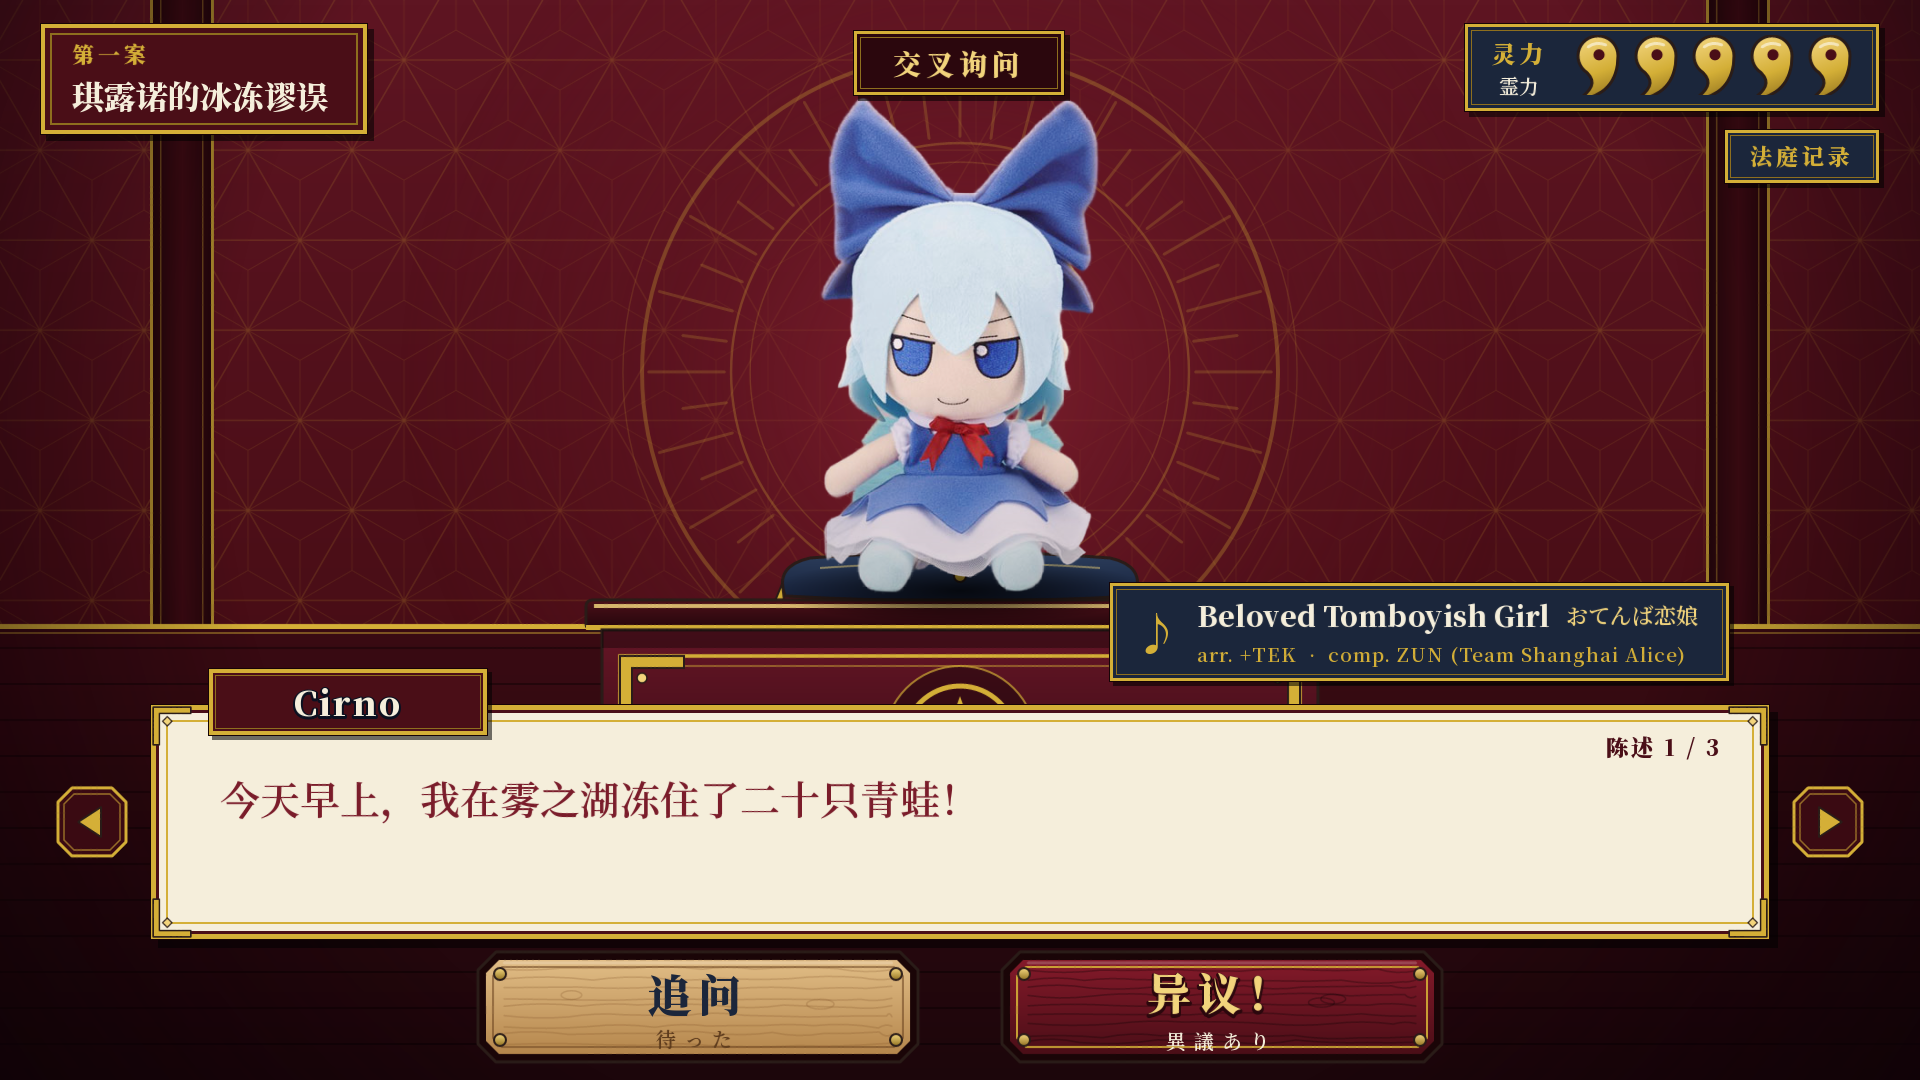 第一案
琪露诺的冰冻谬误
交叉询问
灵力
霊力
法庭记录
♪ Beloved Tomboyish Girl おてんば恋娘
arr. +TEK · comp. ZUN (Team Shanghai Alice)
Cirno
陈述 1 / 3
今天早上，我在雾之湖冻住了二十只青蛙！
追问
待った
异议！
異議あり